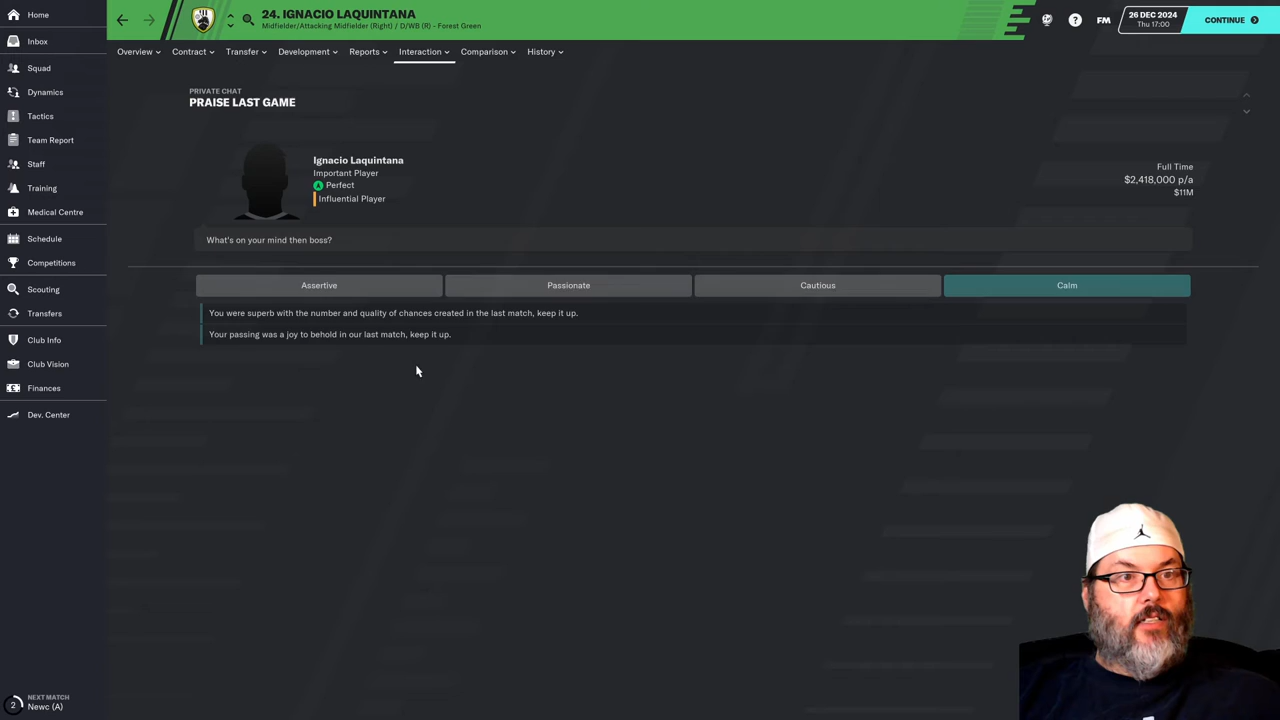 Home
Inbox
Squad
Dynamics
Tactics
Team Report
Staff
Training
Medical Centre
Schedule
Competitions
Scouting
Transfers
Club Info
Club Vision
Finances
Dev. Center
2
NEXT MATCH
Newc (A)
24. IGNACIO LAQUINTANA
Midfielder/Attacking Midfielder (Right) / D/WB (R) - Forest Green
?
FM
26 DEC 2024
Thu 17:00
CONTINUE
Overview
Contract
Transfer
Development
Reports
Interaction
Comparison
History
PRIVATE CHAT
PRAISE LAST GAME
Ignacio Laquintana
Important Player
Perfect
Influential Player
Full Time
$2,418,000 p/a
$11M
What's on your mind then boss?
Assertive
Passionate
Cautious
Calm
You were superb with the number and quality of chances created in the last match, keep it up.
Your passing was a joy to behold in our last match, keep it up.